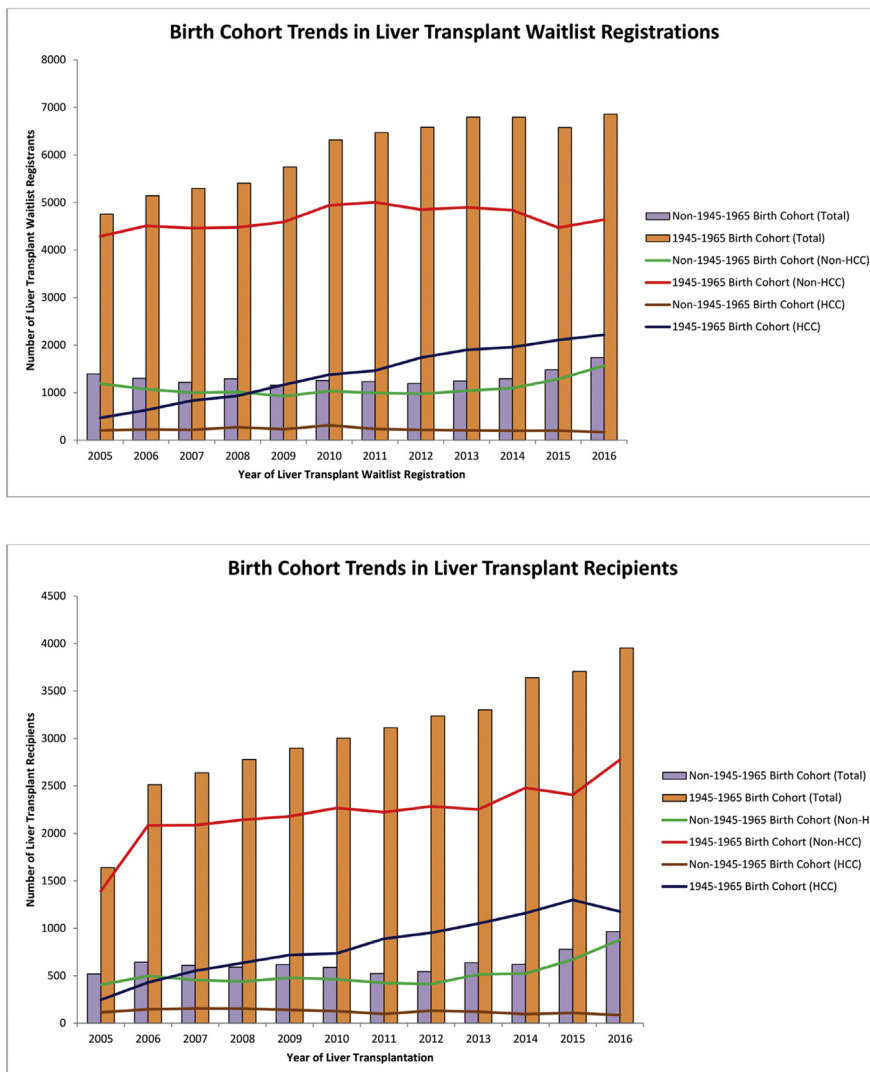 Birth Cohort Trends in Liver Transplant Waitlist Registrations
Number of Liver Transplant Waitlist Registrants
8000
7000
6000
5000
4000
3000
2000
1000
0
2005 2006 2007 2008 2009 2010 2011 2012 2013 2014 2015 2016
Year of Liver Transplant Waitlist Registration
Non-1945-1965 Birth Cohort (Total)
1945-1965 Birth Cohort (Total)
Non-1945-1965 Birth Cohort (Non-HCC)
1945-1965 Birth Cohort (Non-HCC)
Non-1945-1965 Birth Cohort (HCC)
1945-1965 Birth Cohort (HCC)
Birth Cohort Trends in Liver Transplant Recipients
Number of Liver Transplant Recipients
4500
4000
3500
3000
2500
2000
1500
1000
500
0
2005 2006 2007 2008 2009 2010 2011 2012 2013 2014 2015 2016
Year of Liver Transplantation
Non-1945-1965 Birth Cohort (Total)
1945-1965 Birth Cohort (Total)
Non-1945-1965 Birth Cohort (Non-H
1945-1965 Birth Cohort (Non-HCC)
Non-1945-1965 Birth Cohort (HCC)
1945-1965 Birth Cohort (HCC)